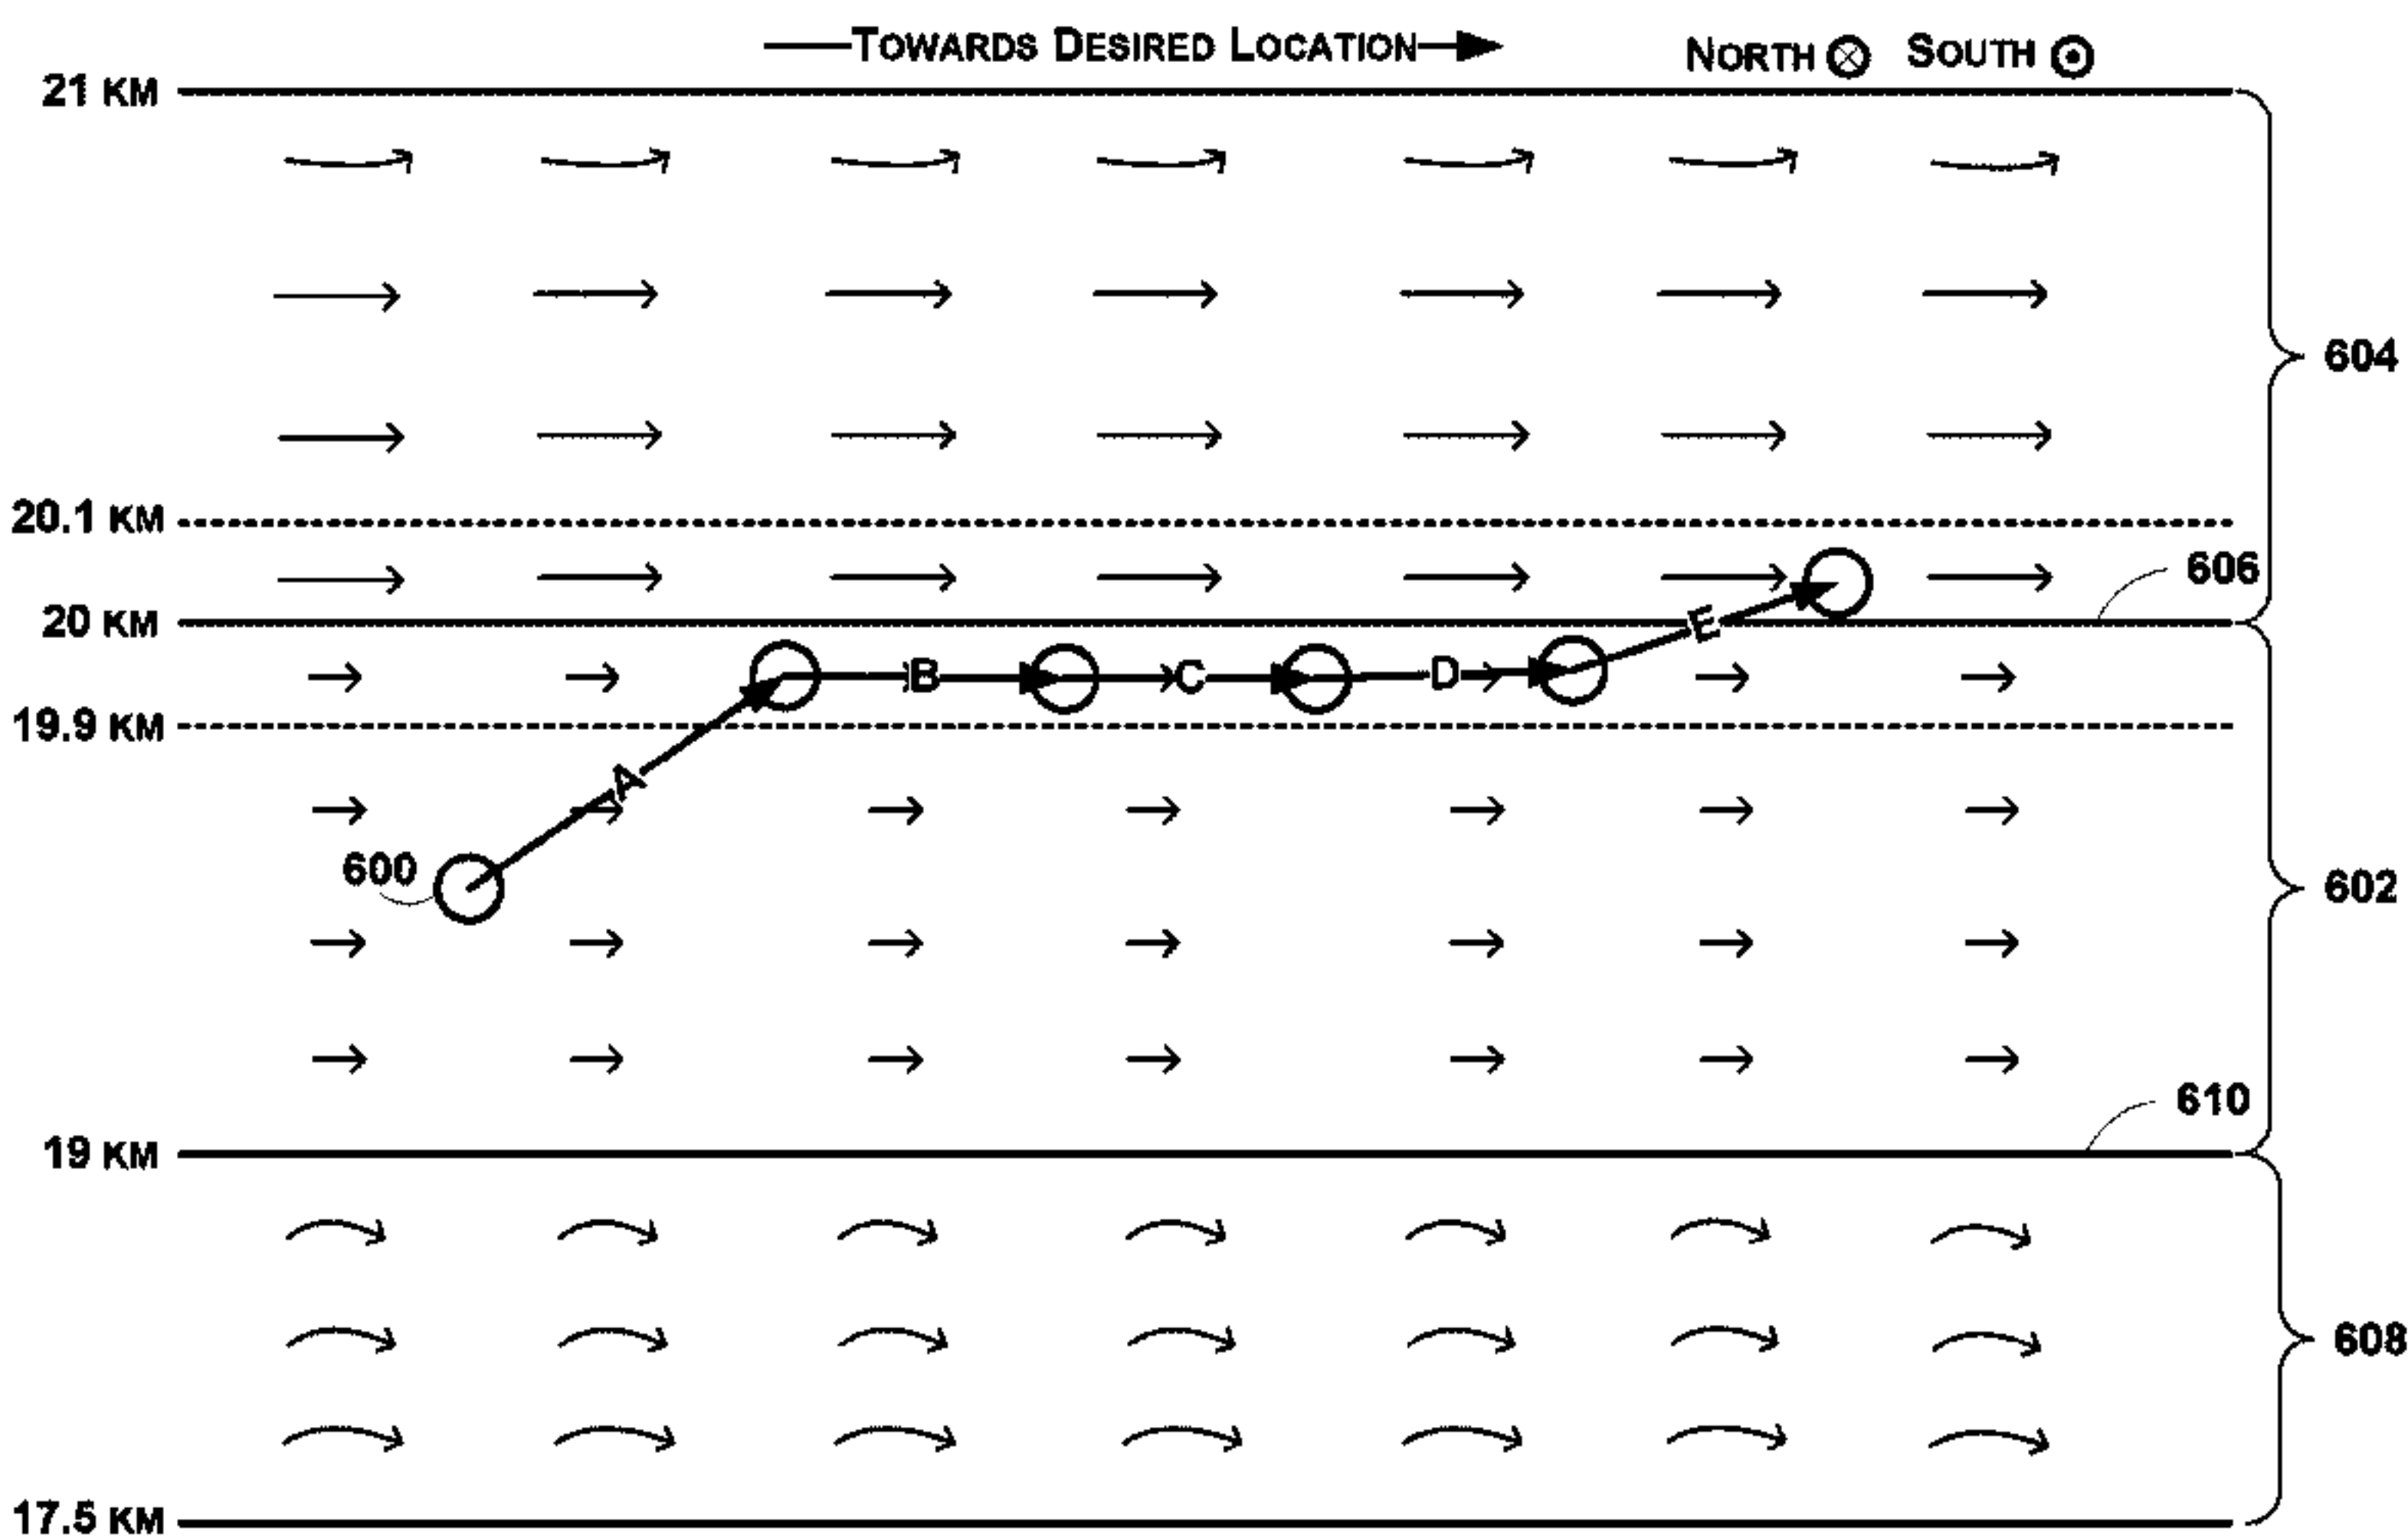 TOWARDS DESIRED LOCATION
NORTH ⊗ SOUTH ⊙
21 KM
604
20.1 KM
606
20 KM
E
B C D
19.9 KM
A
600
602
610
19 KM
608
17.5 KM